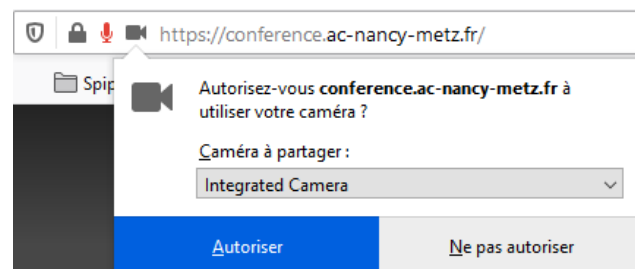 https://conference.ac-nancy-metz.fr/
Spip
Autorisez-vous conference.ac-nancy-metz.fr à
utiliser votre caméra ?
Caméra à partager :
Integrated Camera
Autoriser
Ne pas autoriser